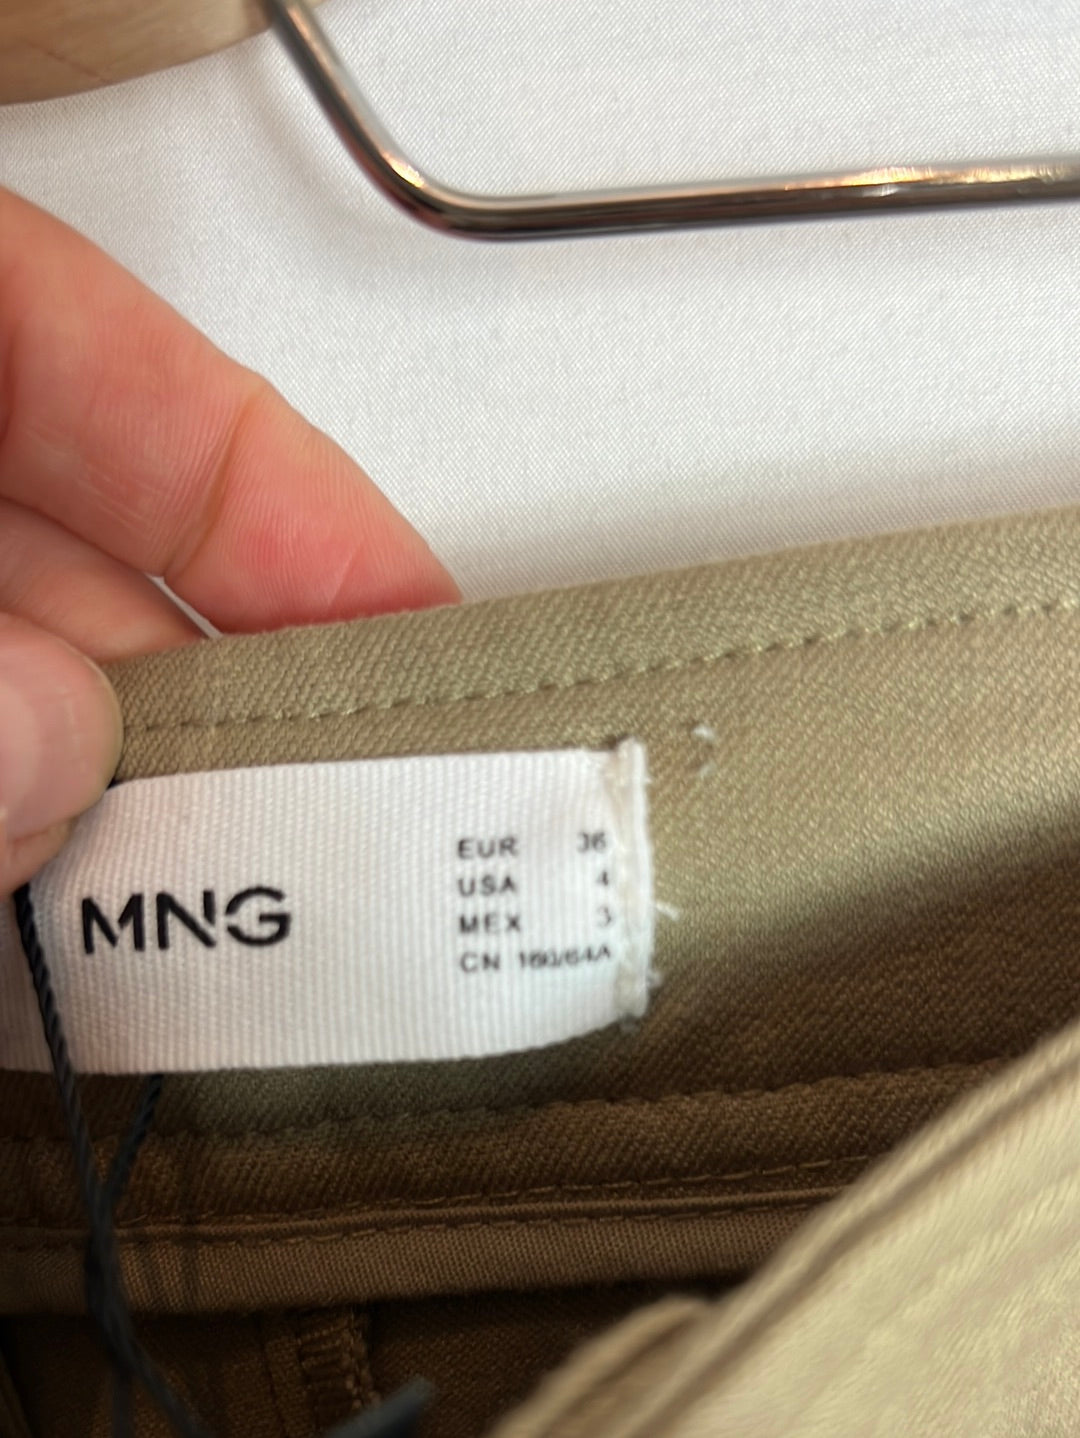 MNG
EUR 36
USA 4
MEX 3
CN 160/64A